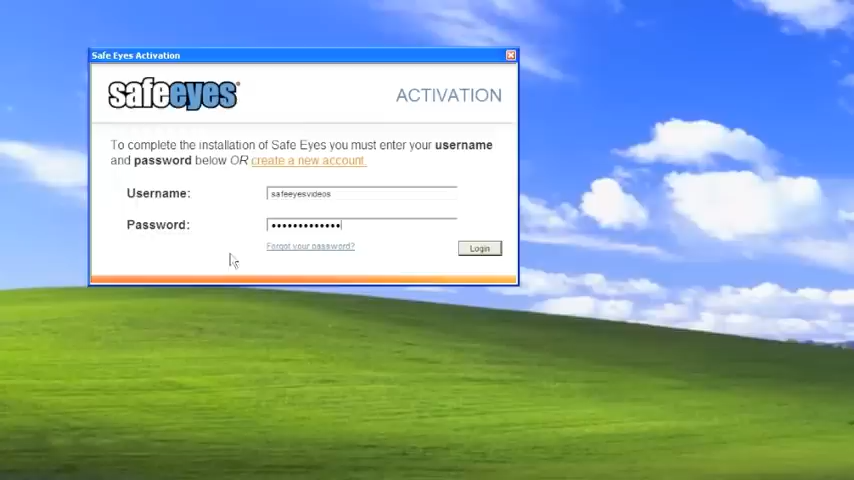 Safe Eyes Activation
safeeyes®
ACTIVATION
To complete the installation of Safe Eyes you must enter your username
and password below OR create a new account.
Username:
safeeyesvideos
Password:
•••••••••••••
Forgot your password?
Login